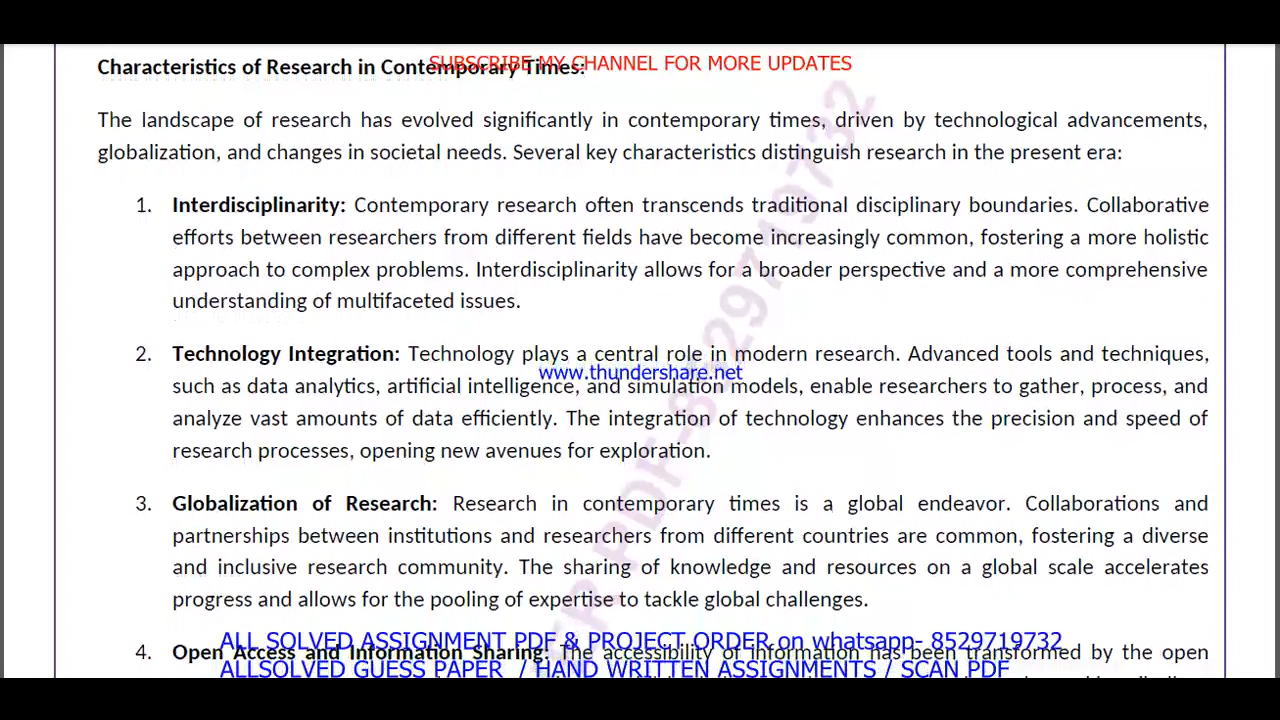 SUBSCRIBE MY CHANNEL FOR MORE UPDATES
Characteristics of Research in Contemporary Times:
The landscape of research has evolved significantly in contemporary times, driven by technological advancements,
globalization, and changes in societal needs. Several key characteristics distinguish research in the present era:
1. Interdisciplinarity: Contemporary research often transcends traditional disciplinary boundaries. Collaborative
efforts between researchers from different fields have become increasingly common, fostering a more holistic
approach to complex problems. Interdisciplinarity allows for a broader perspective and a more comprehensive
understanding of multifaceted issues.
2. Technology Integration: Technology plays a central role in modern research. Advanced tools and techniques,
www.thundershare.net
such as data analytics, artificial intelligence, and simulation models, enable researchers to gather, process, and
analyze vast amounts of data efficiently. The integration of technology enhances the precision and speed of
research processes, opening new avenues for exploration.
3. Globalization of Research: Research in contemporary times is a global endeavor. Collaborations and
partnerships between institutions and researchers from different countries are common, fostering a diverse
and inclusive research community. The sharing of knowledge and resources on a global scale accelerates
progress and allows for the pooling of expertise to tackle global challenges.
ALL SOLVED ASSIGNMENT PDF & PROJECT ORDER on whatsapp- 8529719732
4. Open Access and Information Sharing: The accessibility of information has been transformed by the open
ALLSOLVED GUESS PAPER / HAND WRITTEN ASSIGNMENTS / SCAN PDF
PDF-8529719732